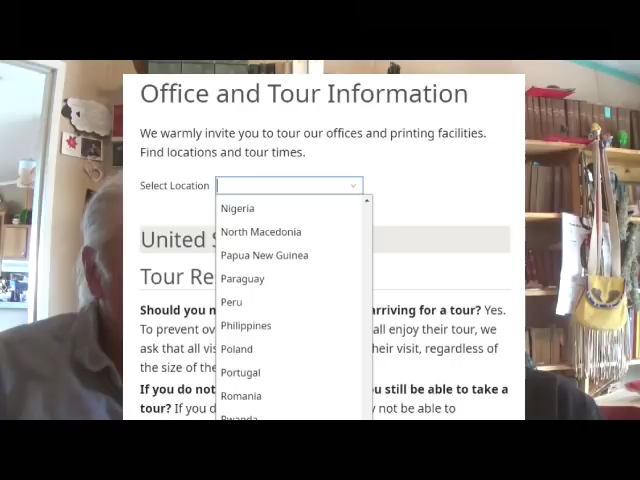 Office and Tour Information
We warmly invite you to tour our offices and printing facilities.
Find locations and tour times.
Select Location
Nigeria
North Macedonia
Papua New Guinea
Paraguay
Peru
Philippines
Poland
Portugal
Romania
Rwanda
United S
Tour Re
Should you m arriving for a tour? Yes.
To prevent ov all enjoy their tour, we
ask that all vis heir visit, regardless of
the size of the
If you do not u still be able to take a
tour? If you d y not be able to